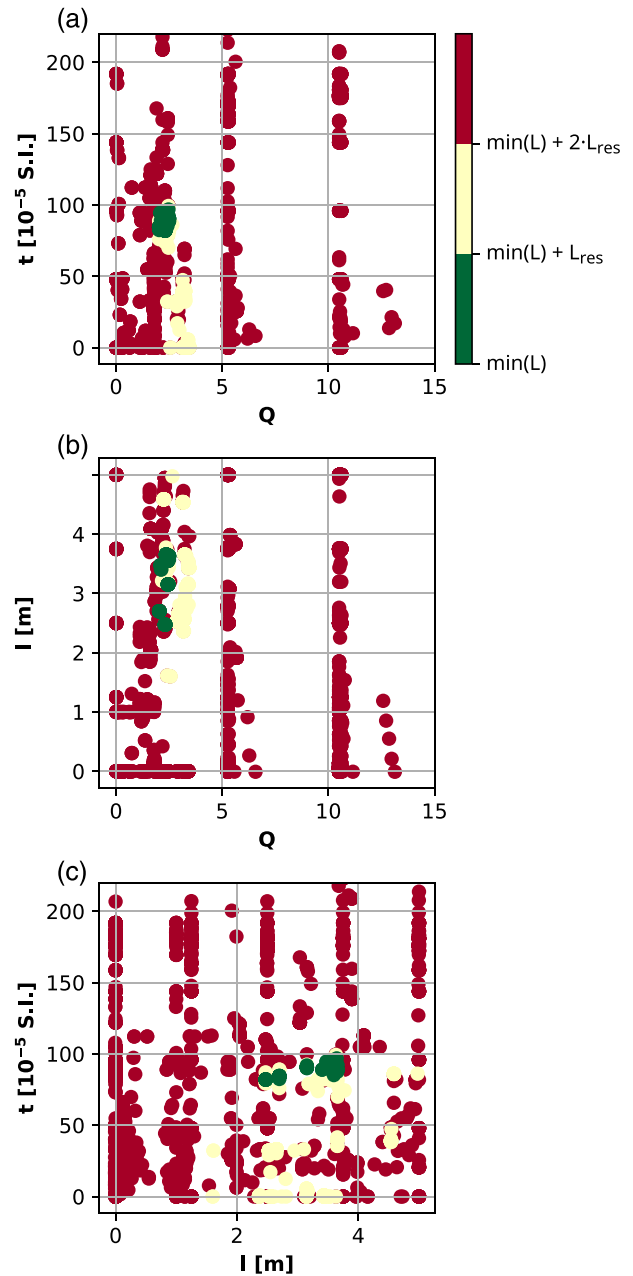 (a)
200
150
100
50
0
t [10⁻⁵ S.I.]
0 5 10 15
Q
min(L) + 2·L_res
min(L) + L_res
min(L)
(b)
4
3
2
1
0
l [m]
0 5 10 15
Q
(c)
200
150
100
50
0
t [10⁻⁵ S.I.]
0 2 4
l [m]